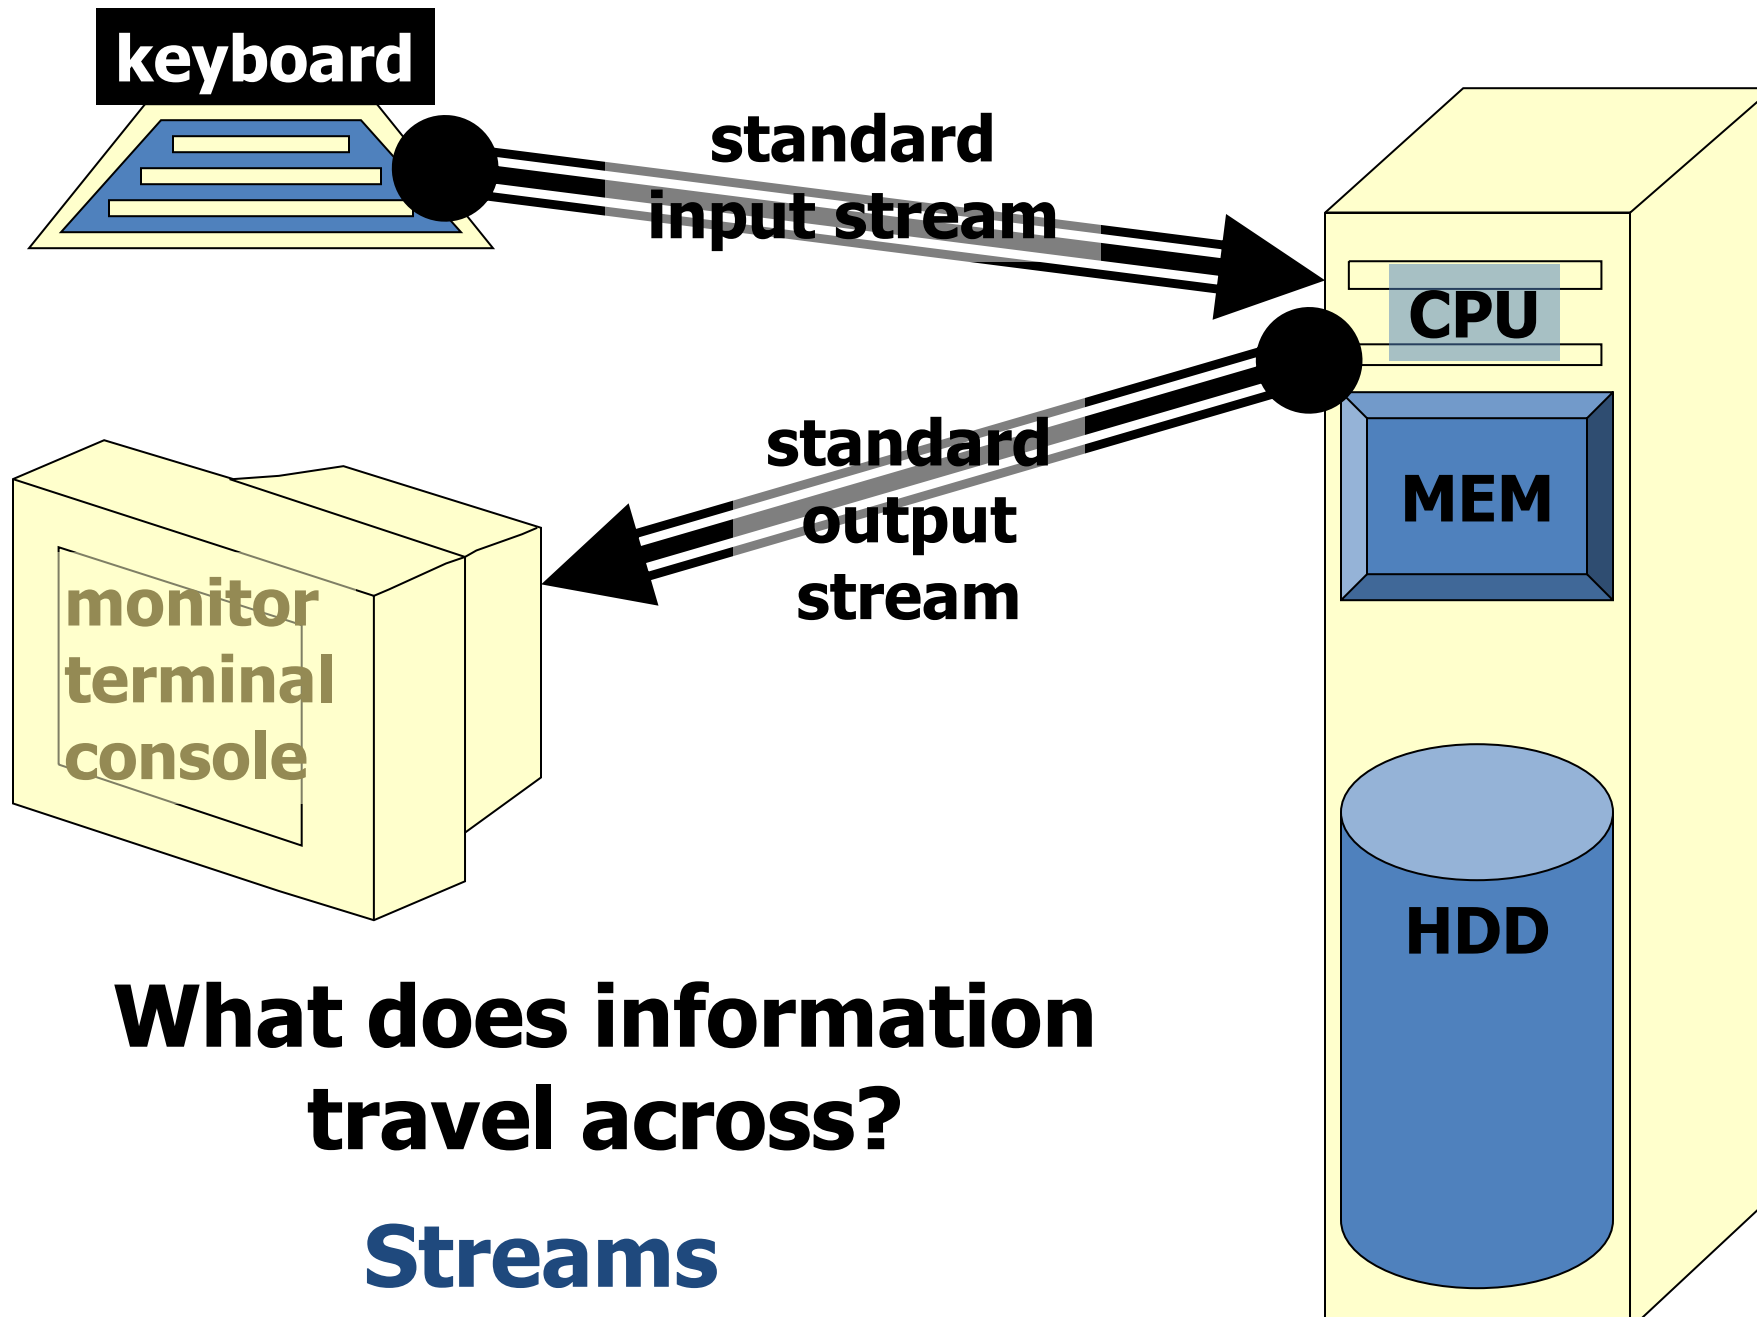 keyboard
standard
input stream
CPU
standard
output
stream
MEM
monitor
terminal
console
HDD
What does information
travel across?
Streams